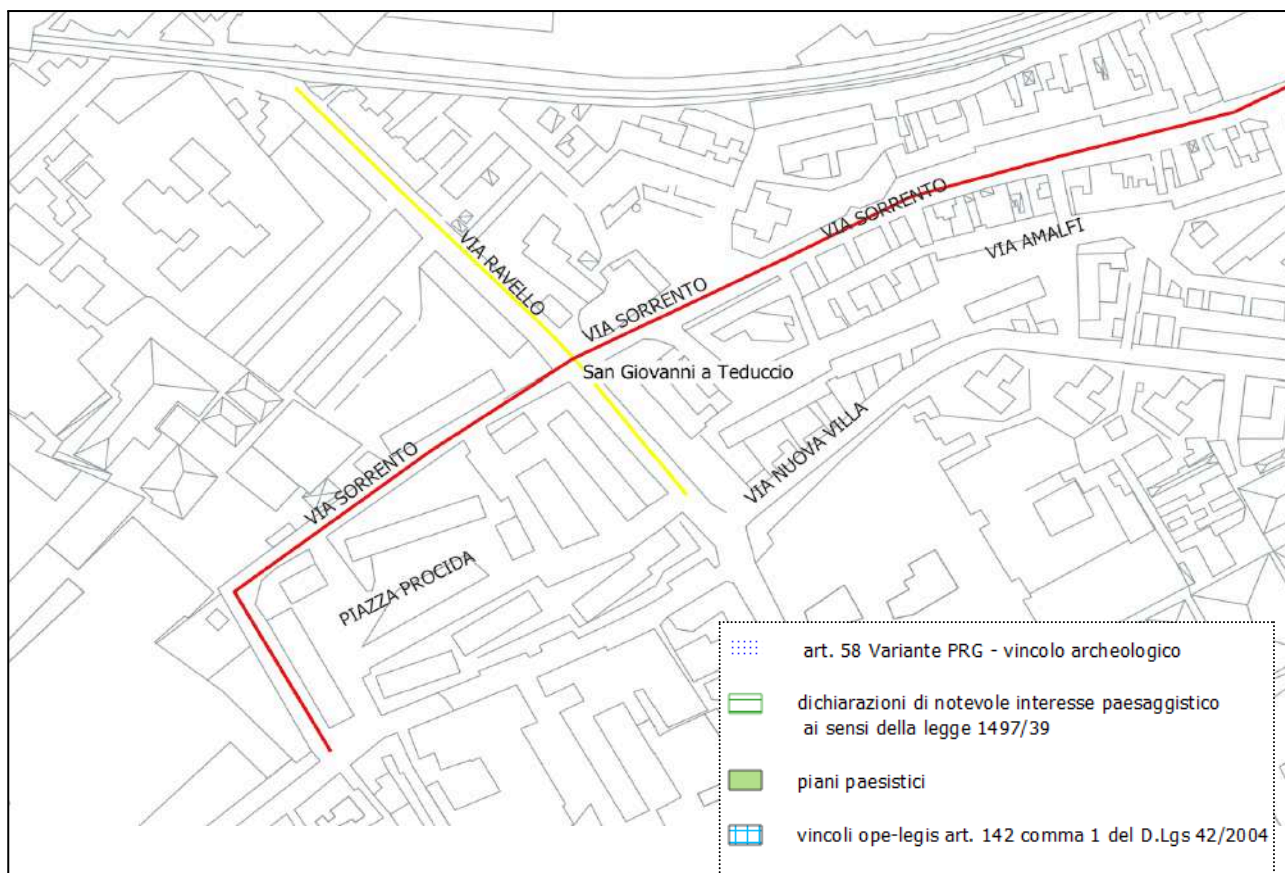 VIA RAVELLO
VIA SORRENTO
VIA SORRENTO
VIA AMALFI
San Giovanni a Teduccio
VIA SORRENTO
VIA NUOVA VILLA
PIAZZA PROCIDA
art. 58 Variante PRG - vincolo archeologico
dichiarazioni di notevole interesse paesaggistico
ai sensi della legge 1497/39
piani paesistici
vincoli ope-legis art. 142 comma 1 del D.Lgs 42/2004